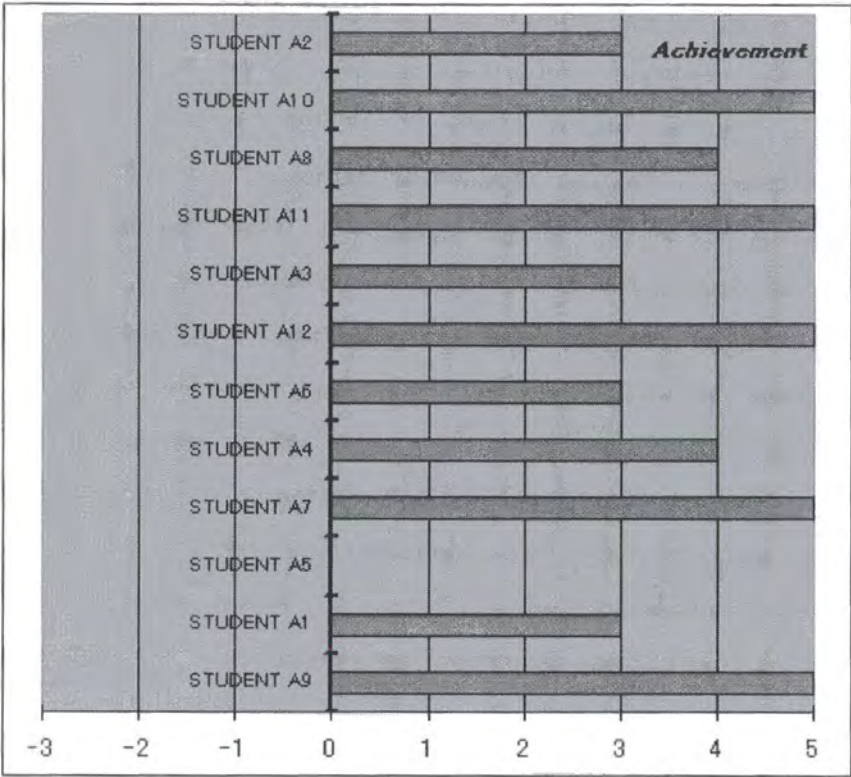 STUDENT A2
Achievement
STUDENT A10
STUDENT A8
STUDENT A11
STUDENT A3
STUDENT A12
STUDENT A6
STUDENT A4
STUDENT A7
STUDENT A5
STUDENT A1
STUDENT A9
-3 -2 -1 0 1 2 3 4 5